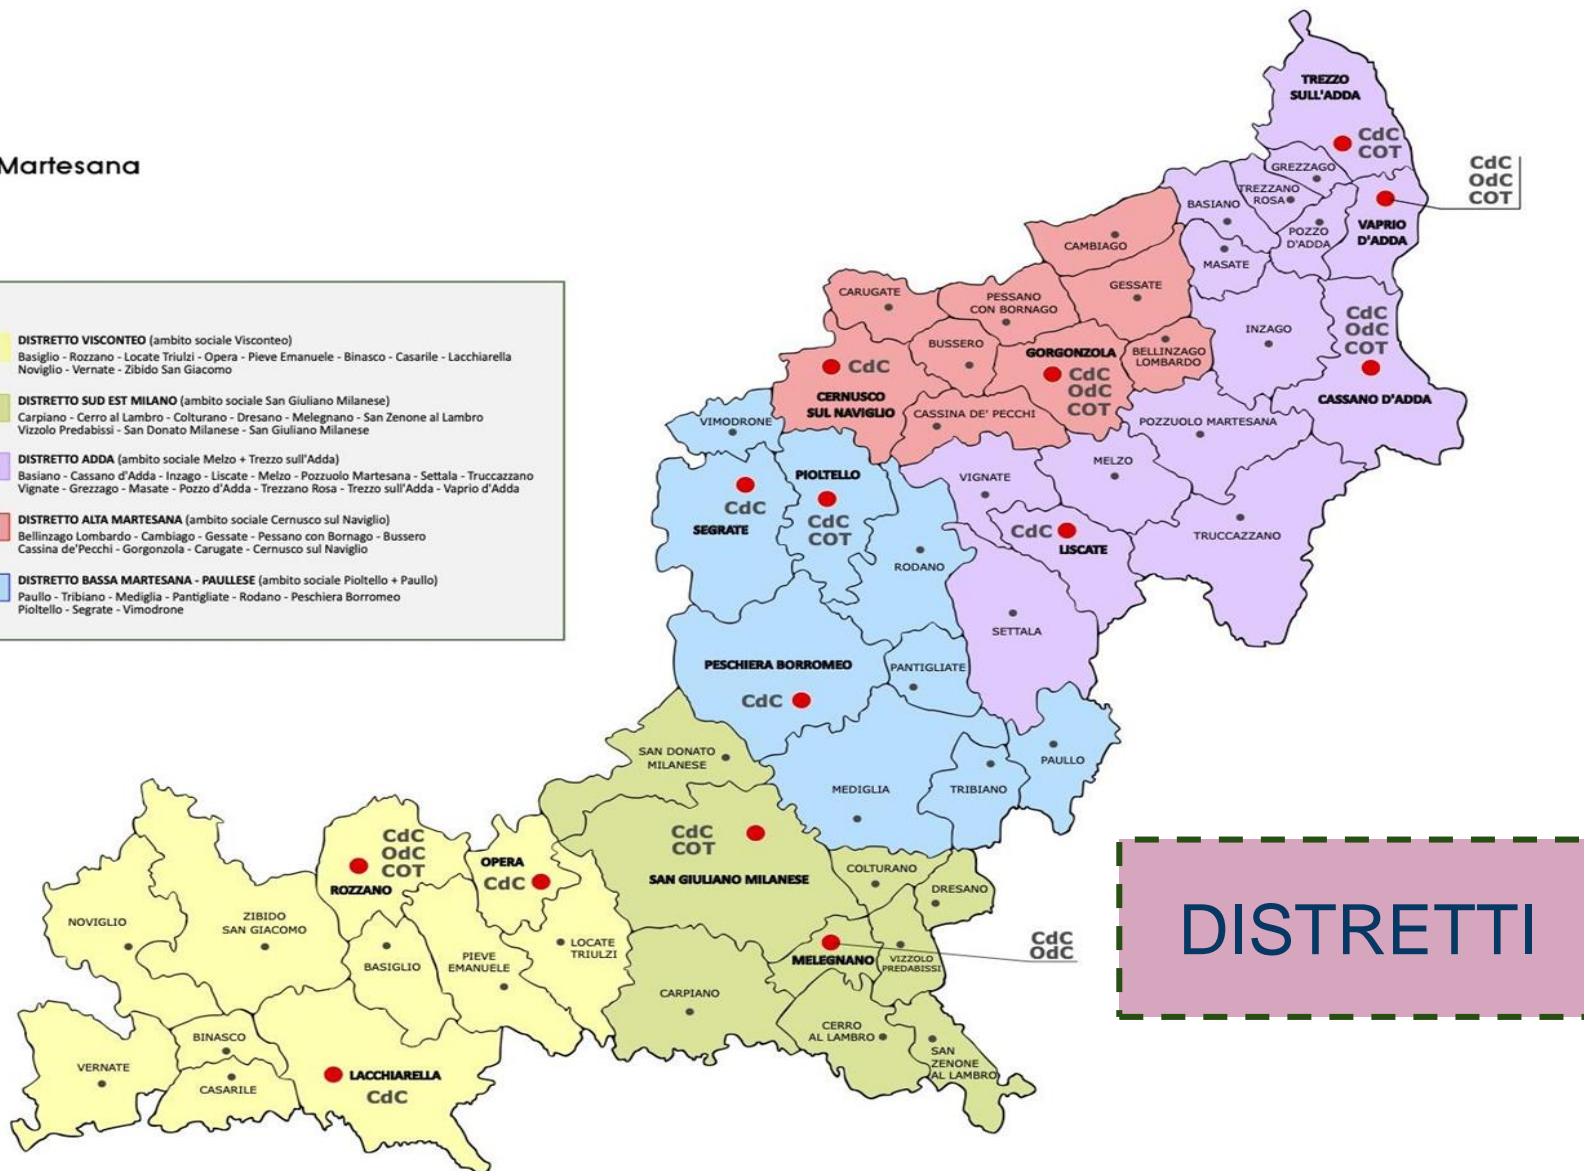 Martesana
DISTRETTO VISCONTEO (ambito sociale Visconteo)
Basiglio - Rozzano - Locate Triulzi - Opera - Pieve Emanuele - Binasco - Casarile - Lacchiarella
Noviglio - Vernate - Zibido San Giacomo
DISTRETTO SUD EST MILANO (ambito sociale San Giuliano Milanese)
Carpiano - Cerro al Lambro - Colturano - Dresano - Melegnano - San Zenone al Lambro
Vizzolo Predabissi - San Donato Milanese - San Giuliano Milanese
DISTRETTO ADDA (ambito sociale Melzo + Trezzo sull'Adda)
Basiano - Cassano d'Adda - Inzago - Liscate - Melzo - Pozzuolo Martesana - Settala - Truccazzano
Vignate - Grezzago - Masate - Pozzo d'Adda - Trezzano Rosa - Trezzo sull'Adda - Vaprio d'Adda
DISTRETTO ALTA MARTESANA (ambito sociale Cernusco sul Naviglio)
Bellinzago Lombardo - Cambiago - Gessate - Pessano con Bornago - Bussero
Cassina de'Pecchi - Gorgonzola - Carugate - Cernusco sul Naviglio
DISTRETTO BASSA MARTESANA - PAULLESE (ambito sociale Pioltello + Paullo)
Paullo - Tribiano - Mediglia - Pantigliate - Rodano - Peschiera Borromeo
Pioltello - Segrate - Vimodrone
TREZZO
SULL'ADDA
CdC
COT
GREZZAGO
TREZZANO
ROSA
BASIANO
POZZO
D'ADDA
VAPRIO
D'ADDA
CdC
OdC
COT
MASATE
CAMBIAGO
GESSATE
CARUGATE
PESSANO
CON BORNAGO
INZAGO
CdC
OdC
COT
CASSANO D'ADDA
BUSSERO
GORGONZOLA
CdC
OdC
COT
BELLINZAGO
LOMBARDO
CdC
CERNUSCO
SUL NAVIGLIO
CASSINA DE' PECCHI
VIMODRONE
POZZUOLO MARTESANA
MELZO
VIGNATE
PIOLTELLO
CdC
COT
CdC
SEGRATE
CdC
LISCATE
TRUCCAZZANO
RODANO
SETTALA
PESCHIERA BORROMEO
CdC
PANTIGLIATE
SAN DONATO
MILANESE
MEDIGLIA
TRIBIANO
PAULLO
CdC
COT
SAN GIULIANO MILANESE
COLTURANO
DRESANO
CdC
OdC
COT
ROZZANO
OPERA
CdC
NOVIGLIO
ZIBIDO
SAN GIACOMO
BASIGLIO
PIEVE
EMANUELE
LOCATE
TRIULZI
MELEGNANO
VIZZOLO
PREDABISSI
CdC
OdC
CARPIANO
CERRO
AL LAMBRO
SAN
ZENONE
AL LAMBRO
BINASCO
VERNATE
CASARILE
LACCHIARELLA
CdC
DISTRETTI